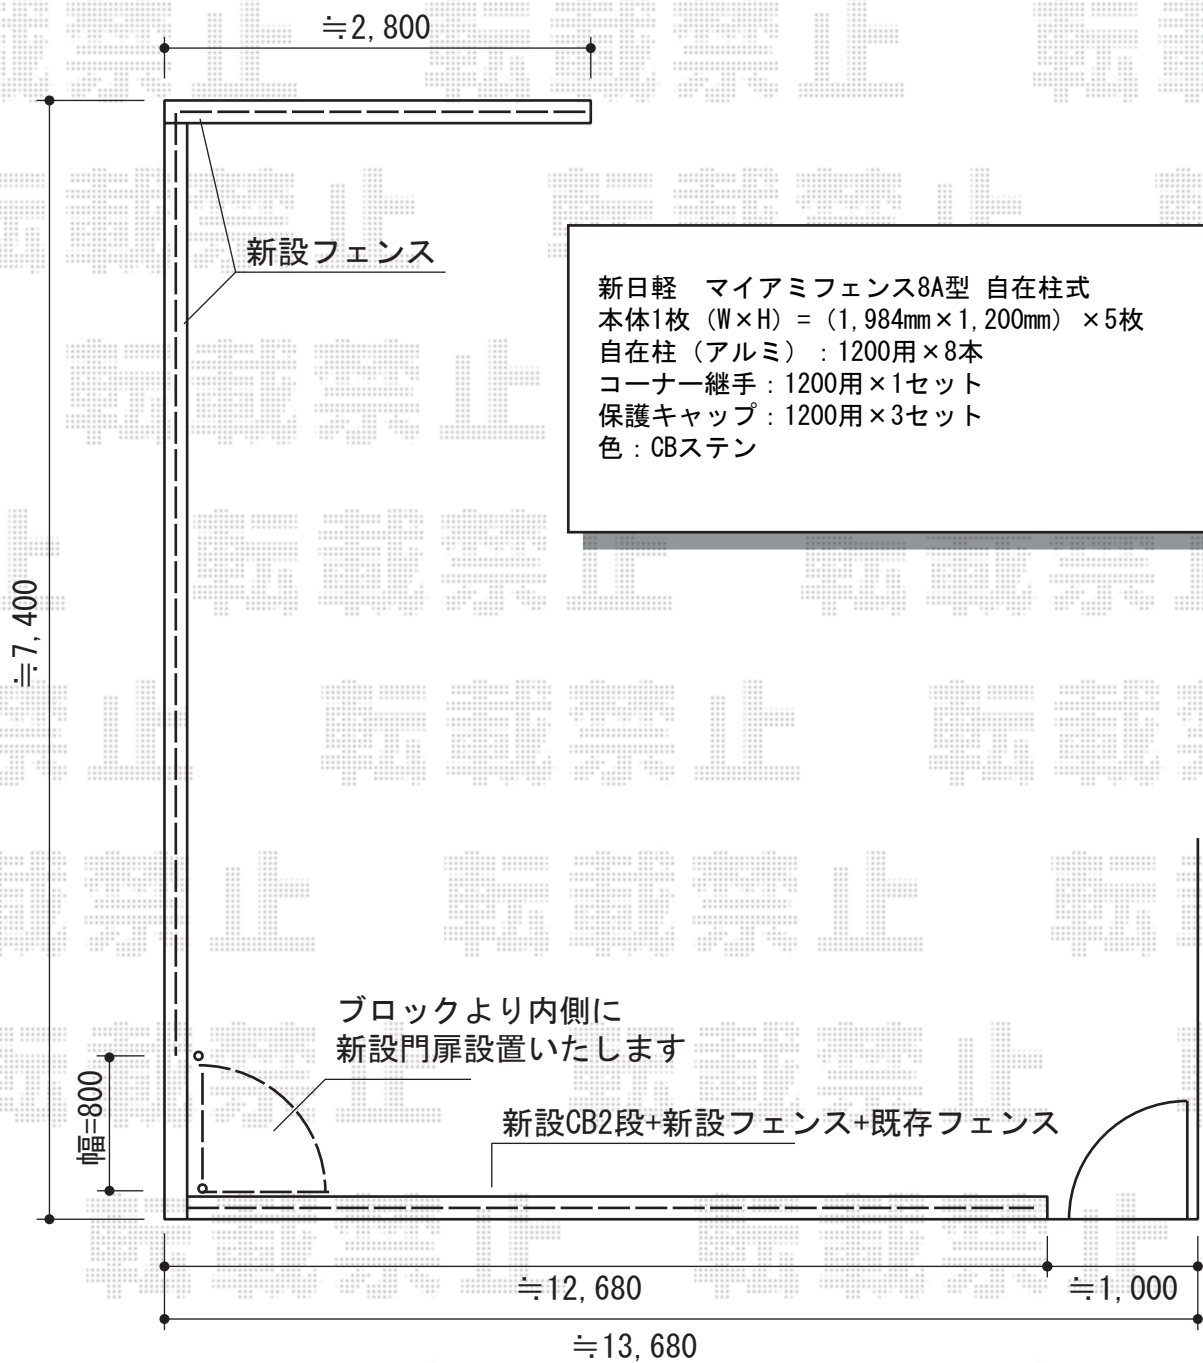 ≒2,800
新設フェンス
新日軽　マイアミフェンス8A型 自在柱式
本体1枚（W×H）=（1,984mm×1,200mm）×5枚
自在柱（アルミ）：1200用×8本
コーナー継手：1200用×1セット
保護キャップ：1200用×3セット
色：CBステン
≒7,400
ブロックより内側に
新設門扉設置いたします
幅=800
新設CB2段+新設フェンス+既存フェンス
≒12,680
≒1,000
≒13,680
転載禁止